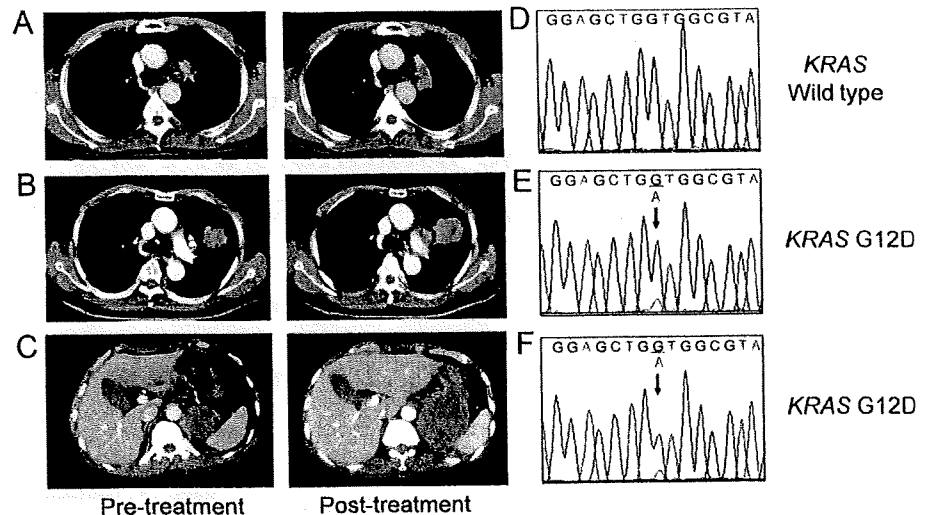 A
D
GGAGCTGGTGGCGTA
KRAS
Wild type
B
E
GGAGCTGGTGGCGTA
A
KRAS G12D
C
F
GGAGCTGGTGGCGTA
A
KRAS G12D
Pre-treatment
Post-treatment